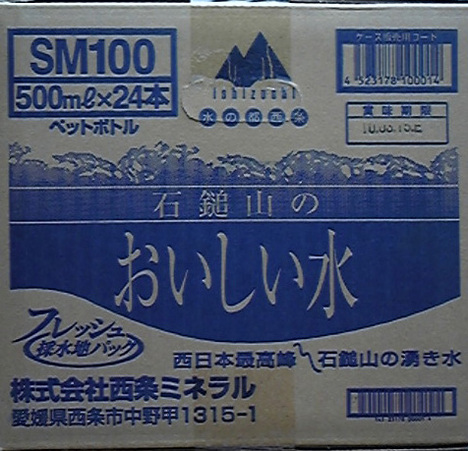 SM100
500mℓ×24本
ペットボトル
ishizuchi
水の都西条
ケース販売用コード
4 523178 100014
賞味期限
石鎚山の
おいしい水
フレッシュ
採水地パック
西日本最高峰 石鎚山の湧き水
株式会社西条ミネラル
愛媛県西条市中野甲1315-1